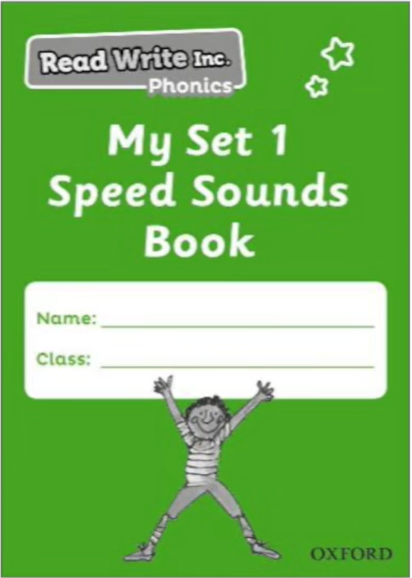 Read Write Inc.
Phonics
My Set 1
Speed Sounds
Book
Name:
Class:
OXFORD